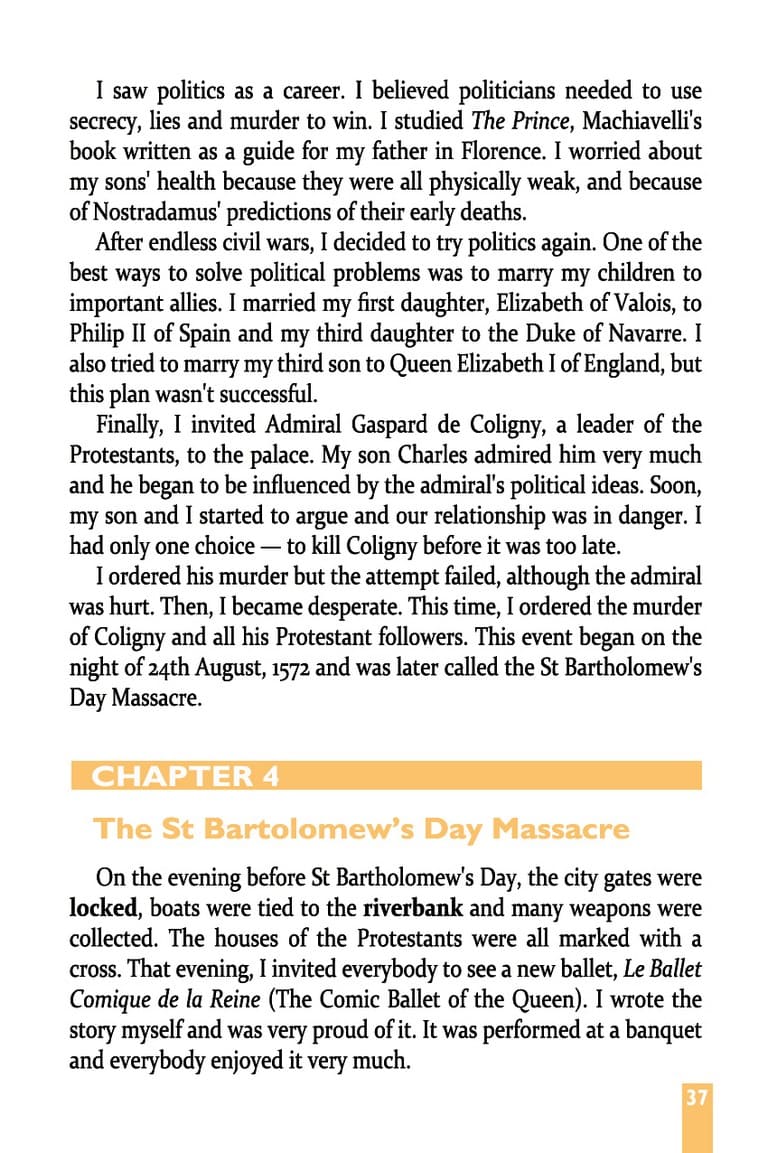 I saw politics as a career. I believed politicians needed to use
secrecy, lies and murder to win. I studied The Prince, Machiavelli's
book written as a guide for my father in Florence. I worried about
my sons' health because they were all physically weak, and because
of Nostradamus' predictions of their early deaths.
After endless civil wars, I decided to try politics again. One of the
best ways to solve political problems was to marry my children to
important allies. I married my first daughter, Elizabeth of Valois, to
Philip II of Spain and my third daughter to the Duke of Navarre. I
also tried to marry my third son to Queen Elizabeth I of England, but
this plan wasn't successful.
Finally, I invited Admiral Gaspard de Coligny, a leader of the
Protestants, to the palace. My son Charles admired him very much
and he began to be influenced by the admiral's political ideas. Soon,
my son and I started to argue and our relationship was in danger. I
had only one choice — to kill Coligny before it was too late.
I ordered his murder but the attempt failed, although the admiral
was hurt. Then, I became desperate. This time, I ordered the murder
of Coligny and all his Protestant followers. This event began on the
night of 24th August, 1572 and was later called the St Bartholomew's
Day Massacre.
CHAPTER 4
The St Bartolomew's Day Massacre
On the evening before St Bartholomew's Day, the city gates were
locked, boats were tied to the riverbank and many weapons were
collected. The houses of the Protestants were all marked with a
cross. That evening, I invited everybody to see a new ballet, Le Ballet
Comique de la Reine (The Comic Ballet of the Queen). I wrote the
story myself and was very proud of it. It was performed at a banquet
and everybody enjoyed it very much.
37